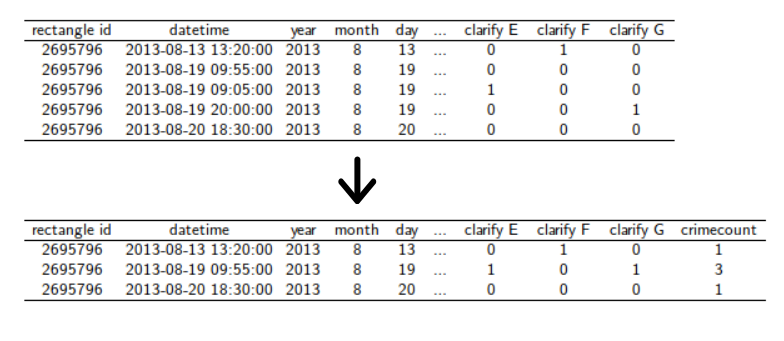 rectangle id datetime year month day ... clarify E clarify F clarify G
2695796 2013-08-13 13:20:00 2013 8 13 ... 0 1 0
2695796 2013-08-19 09:55:00 2013 8 19 ... 0 0 0
2695796 2013-08-19 09:05:00 2013 8 19 ... 1 0 0
2695796 2013-08-19 20:00:00 2013 8 19 ... 0 0 1
2695796 2013-08-20 18:30:00 2013 8 20 ... 0 0 0
rectangle id datetime year month day ... clarify E clarify F clarify G crimecount
2695796 2013-08-13 13:20:00 2013 8 13 ... 0 1 0 1
2695796 2013-08-19 09:55:00 2013 8 19 ... 1 0 1 3
2695796 2013-08-20 18:30:00 2013 8 20 ... 0 0 0 1